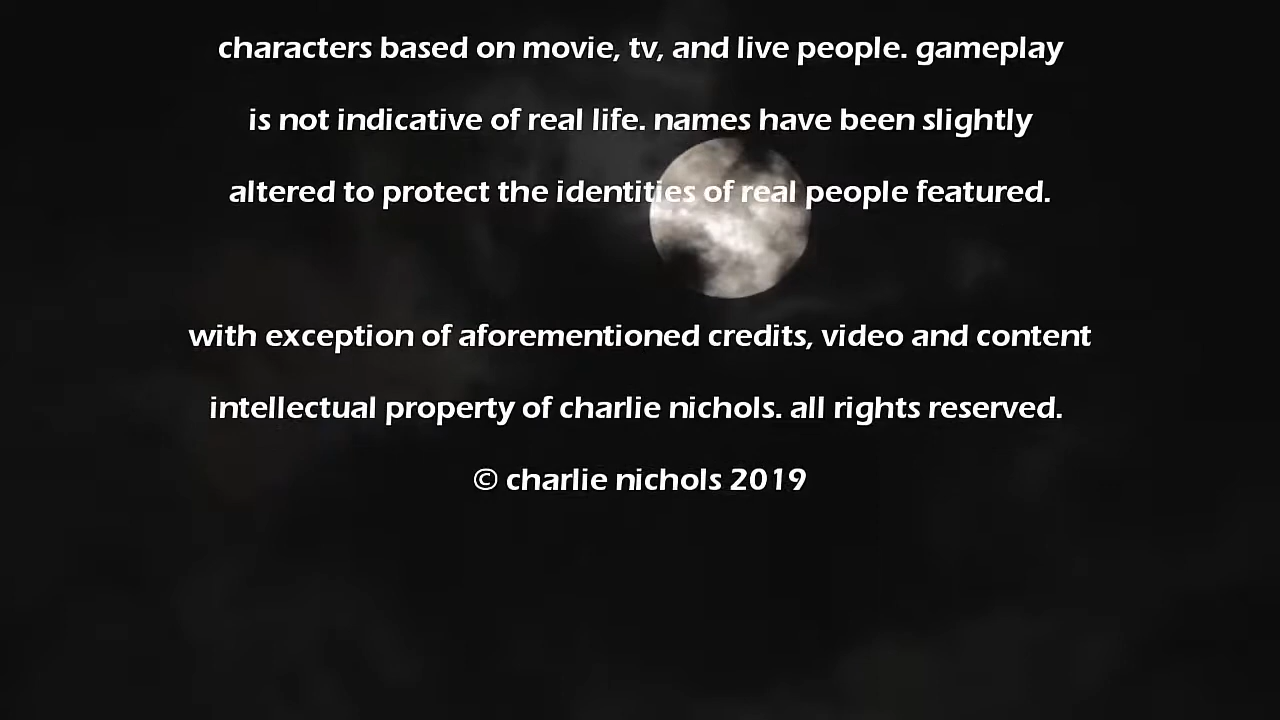 characters based on movie, tv, and live people. gameplay
is not indicative of real life. names have been slightly
altered to protect the identities of real people featured.
with exception of aforementioned credits, video and content
intellectual property of charlie nichols. all rights reserved.
© charlie nichols 2019